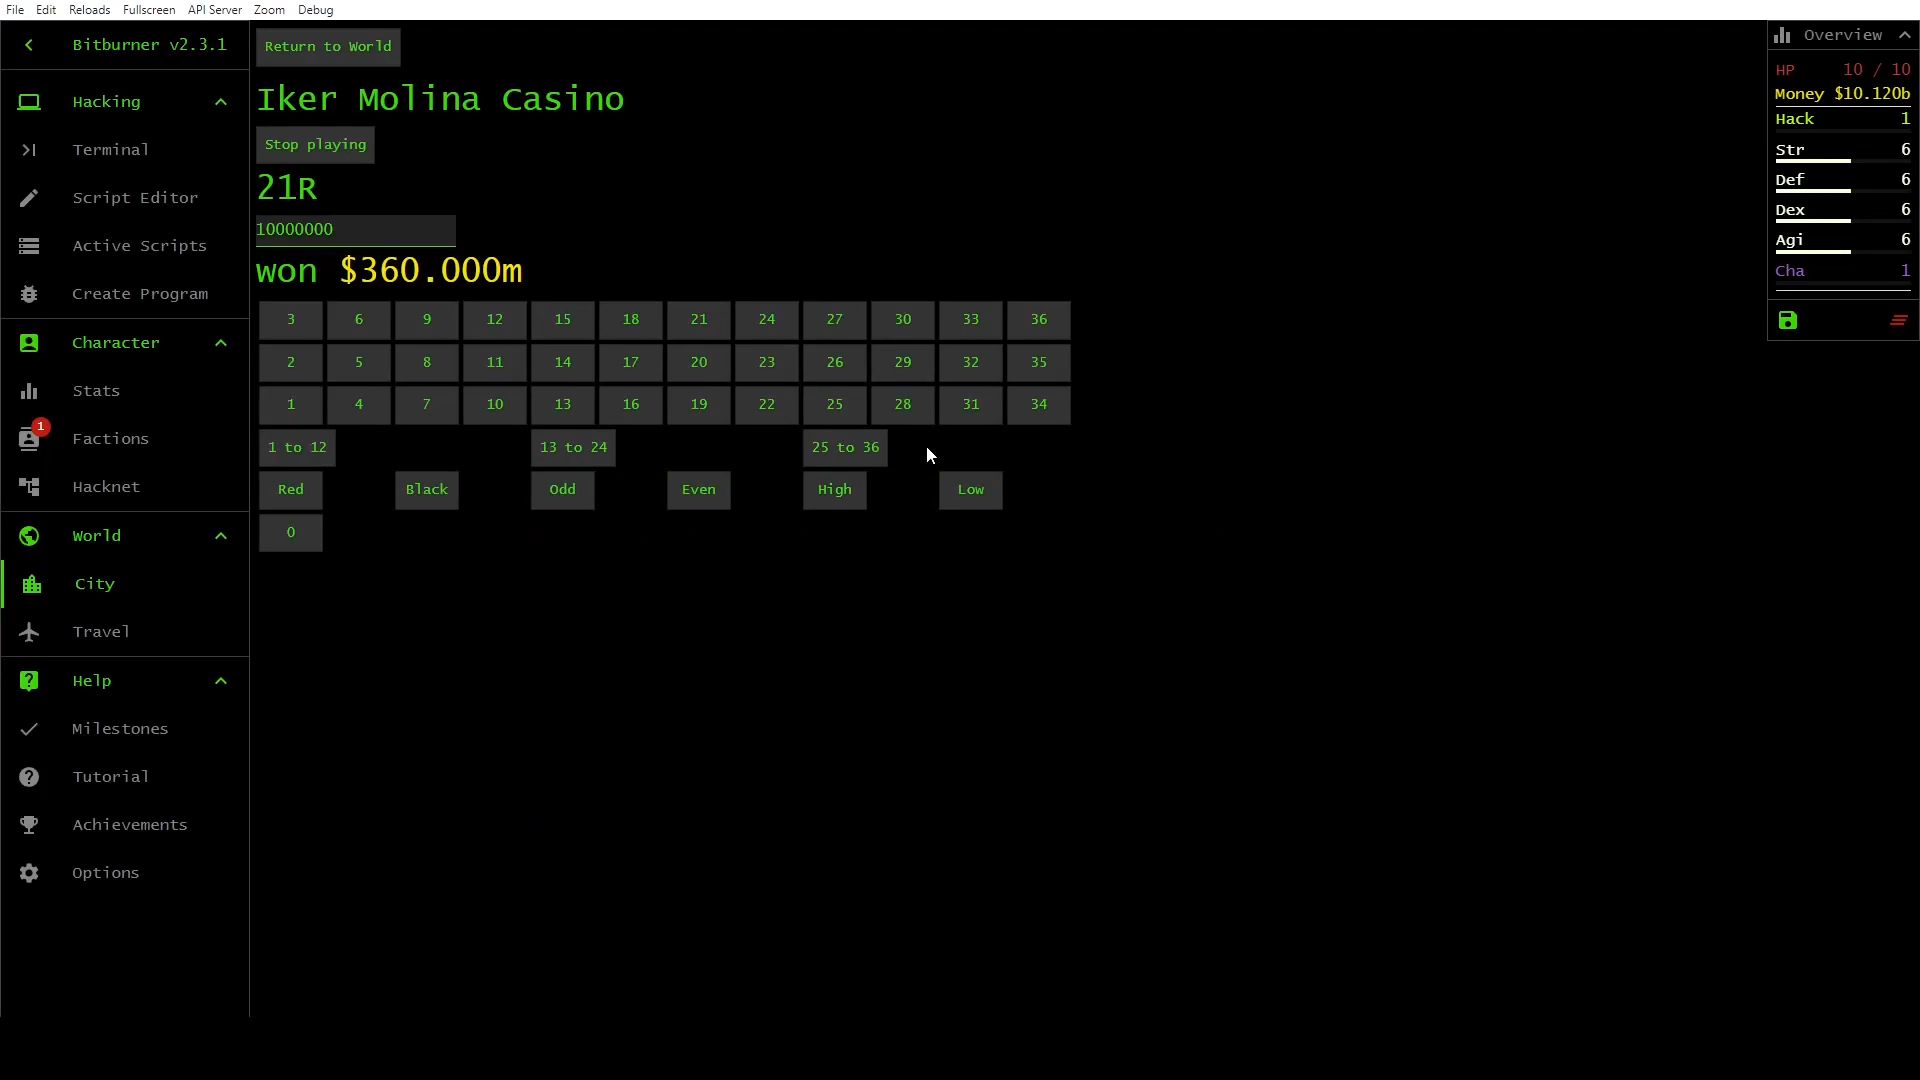 File Edit Reloads Fullscreen API Server Zoom Debug
Bitburner v2.3.1
Hacking
Terminal
Script Editor
Active Scripts
Create Program
Character
Stats
1
Factions
Hacknet
World
City
Travel
Help
Milestones
Tutorial
Achievements
Options
Return to World
Iker Molina Casino
Stop playing
21R
10000000
won $360.000m
3 6 9 12 15 18 21 24 27 30 33 36
2 5 8 11 14 17 20 23 26 29 32 35
1 4 7 10 13 16 19 22 25 28 31 34
1 to 12 13 to 24 25 to 36
Red Black Odd Even High Low
0
Overview
HP 10 / 10
Money $10.120b
Hack 1
Str 6
Def 6
Dex 6
Agi 6
Cha 1